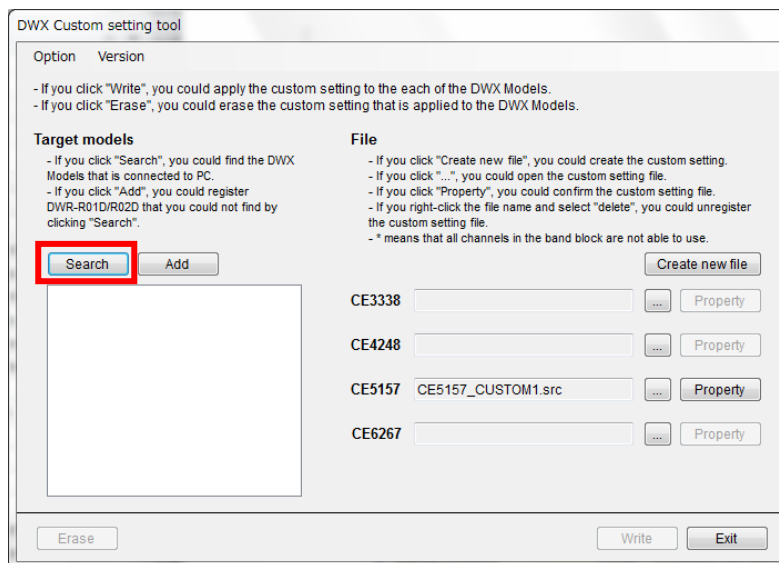 DWX Custom setting tool
Option Version
- If you click "Write", you could apply the custom setting to the each of the DWX Models.
- If you click "Erase", you could erase the custom setting that is applied to the DWX Models.
Target models
- If you click "Search", you could find the DWX
Models that is connected to PC.
- If you click "Add", you could register
DWR-R01D/R02D that you could not find by
clicking "Search".
Search Add
File
- If you click "Create new file", you could create the custom setting.
- If you click "...", you could open the custom setting file.
- If you click "Property", you could confirm the custom setting file.
- If you right-click the file name and select "delete", you could unregister
the custom setting file.
- * means that all channels in the band block are not able to use.
Create new file
CE3338 ... Property
CE4248 ... Property
CE5157 CE5157_CUSTOM1.src ... Property
CE6267 ... Property
Erase Write Exit